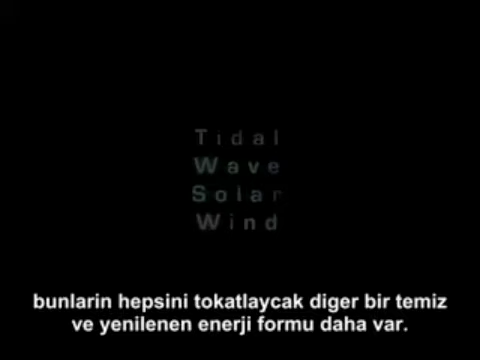 Tidal
Wave
Solar
Wind
bunlarin hepsini tokatlaycak diger bir temiz
ve yenilenen enerji formu daha var.